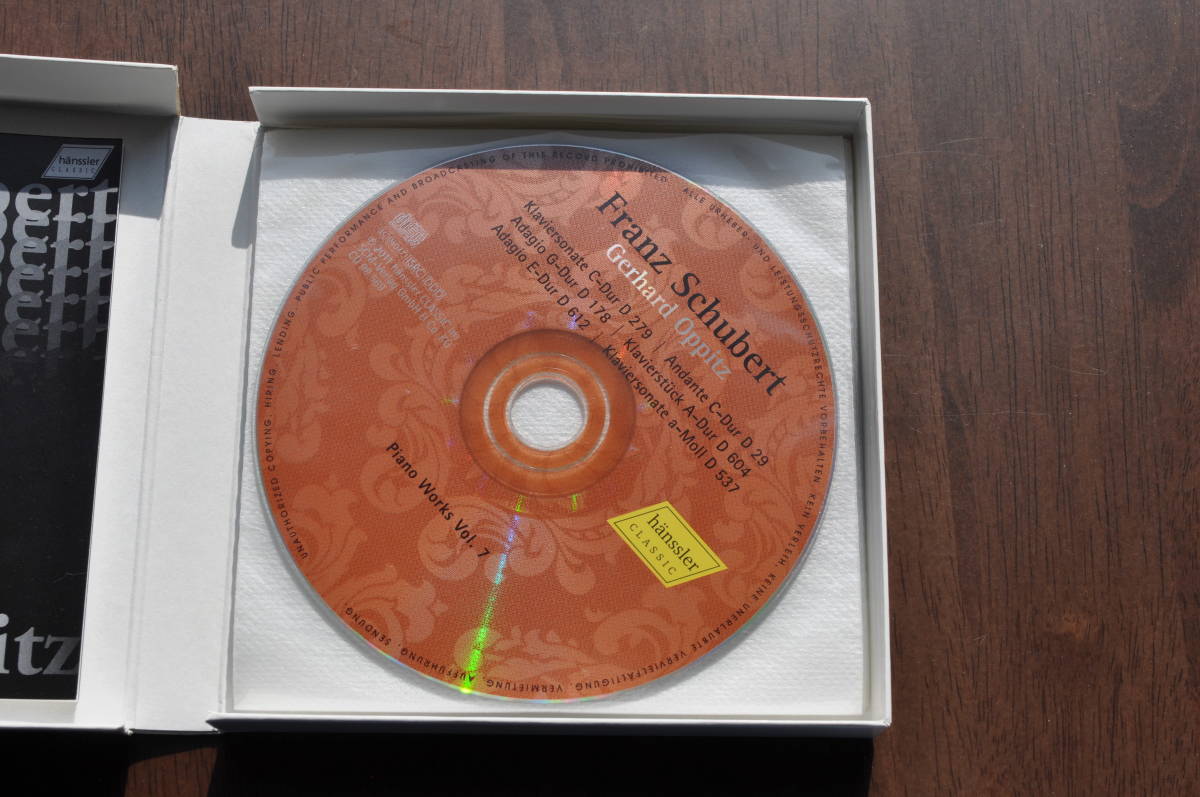 hänssler
CLASSIC
bert
itz
Franz Schubert
Gerhard Oppitz
Klaviersonate C-Dur D 279 / Andante C-Dur D 29
Adagio G-Dur D 178 / Klavierstück A-Dur D 604
Adagio E-Dur D 612 / Klaviersonate a-Moll D 537
Piano Works Vol. 7
hänssler
CLASSIC
UNAUTHORIZED COPYING, HIRING, LENDING, PUBLIC PERFORMANCE AND BROADCASTING OF THIS RECORD PROHIBITED
ALLE URHEBER- UND LEISTUNGSSCHUTZRECHTE VORBEHALTEN. KEIN VERLEIH, KEINE UNERLAUBTE VERVIELFÄLTIGUNG, VERMIETUNG, AUFFÜHRUNG, SENDUNG